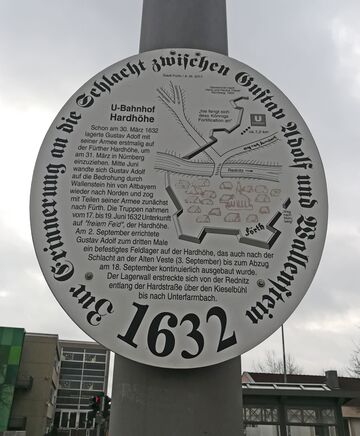 Zur Erinnerung an die Schlacht zwischen Gustav Adolf und Wallenstein
1632
U-Bahnhof
Hardhöhe
Schon am 30. März 1632
lagerte Gustav Adolf mit
seiner Armee erstmalig auf
der Fürther Hardhöhe, um
am 31. März in Nürnberg
einzuziehen. Mitte Juni
wandte sich Gustav Adolf
auf die Bedrohung durch
Wallenstein hin von Altbayern
wieder nach Norden und zog
mit Teilen seiner Armee zunächst
nach Fürth. Die Truppen nahmen
vom 17. bis 19. Juni 1632 Unterkunft
auf "freiem Feld", der Hardhöhe.
Am 2. September errichtete
Gustav Adolf zum dritten Male
ein befestigtes Feldlager auf der Hardhöhe, das auch nach der
Schlacht an der Alten Veste (3. September) bis zum Abzug
am 18. September kontinuierlich ausgebaut wurde.
Der Lagerwall erstreckte sich von der Rednitz
entlang der Hardstraße über den Kieselbühl
bis nach Unterfarrnbach.
U
Rednitz
Fürth